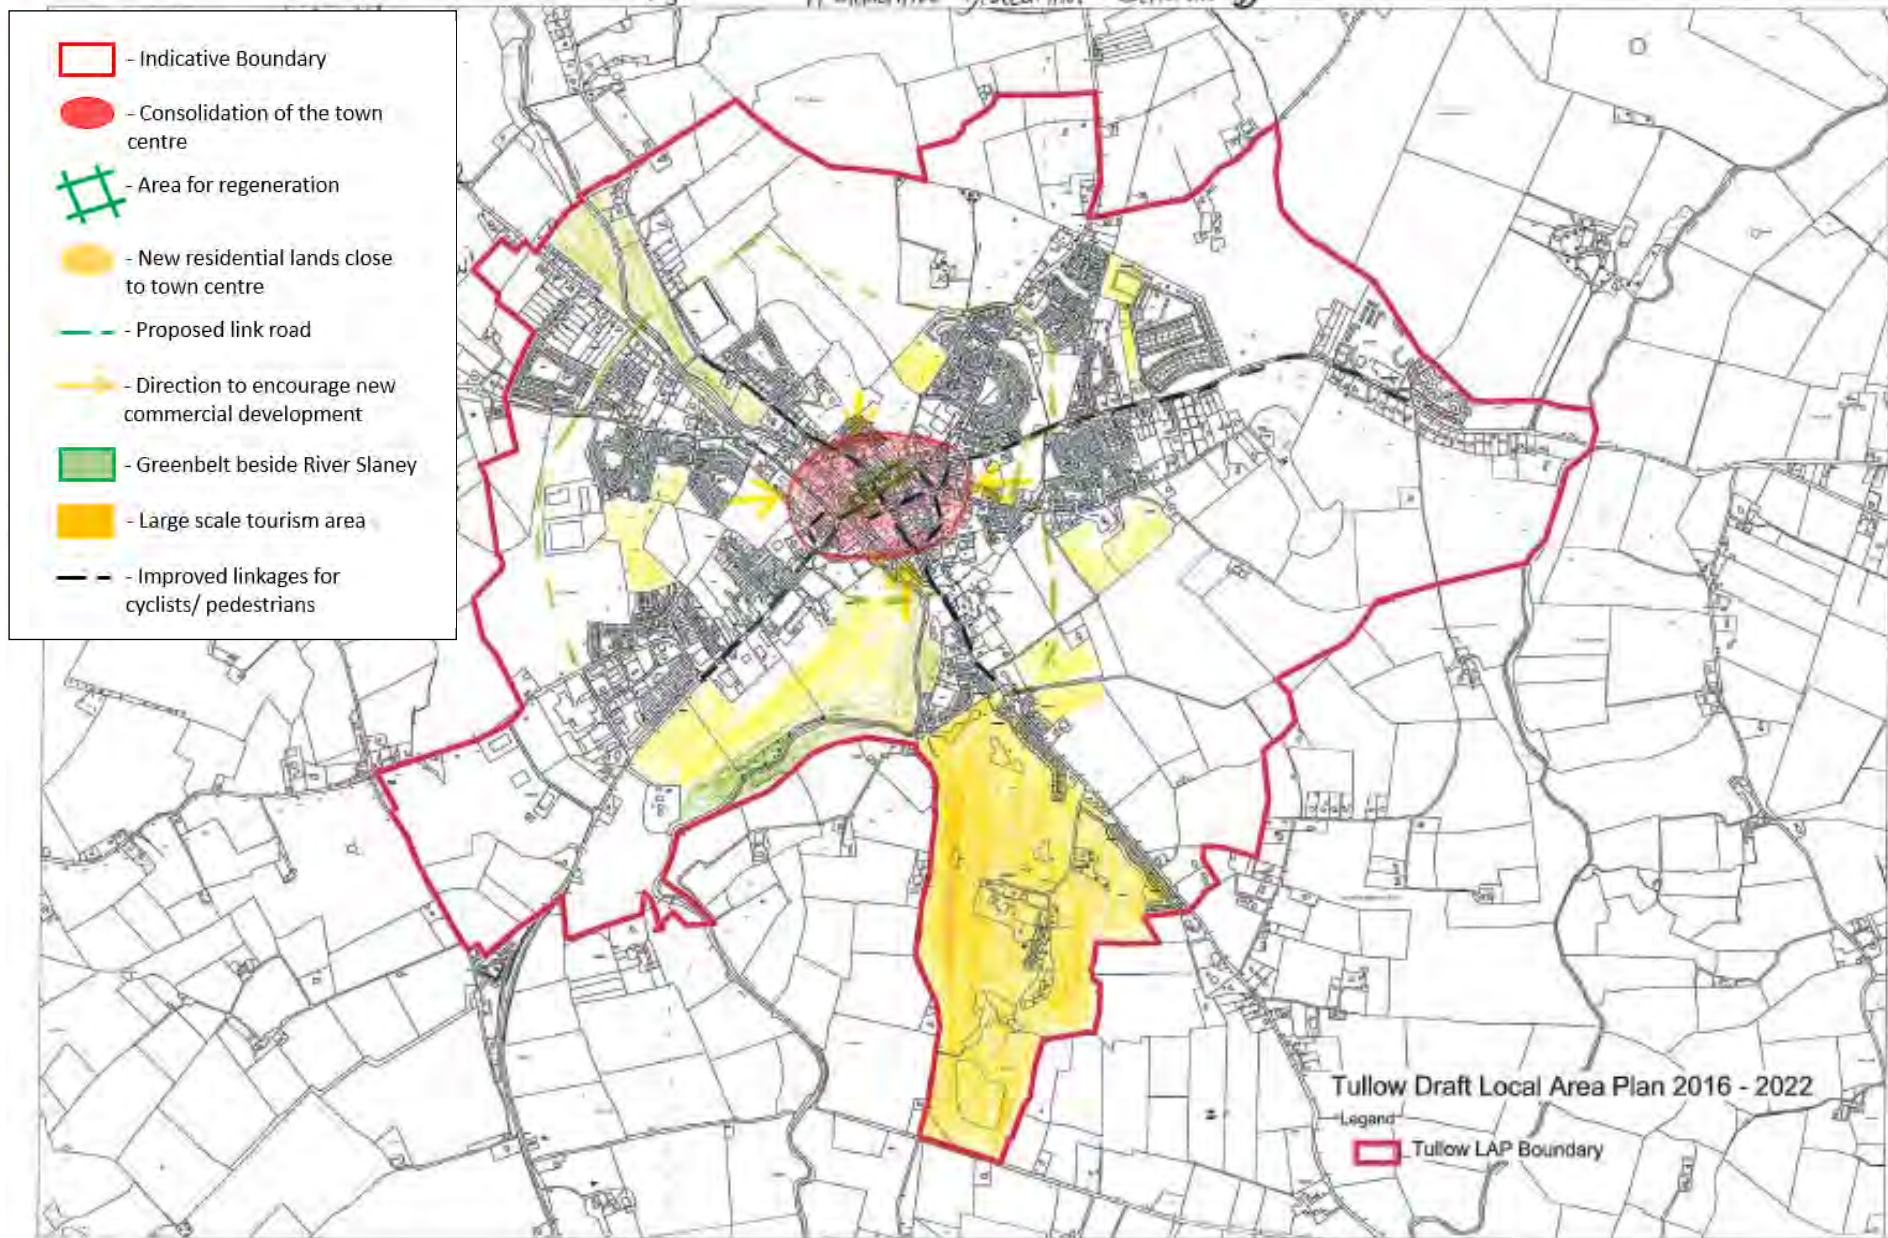 - Indicative Boundary
- Consolidation of the town
centre
- Area for regeneration
- New residential lands close
to town centre
- Proposed link road
- Direction to encourage new
commercial development
- Greenbelt beside River Slaney
- Large scale tourism area
- Improved linkages for
cyclists/ pedestrians
Tullow Draft Local Area Plan 2016 - 2022
Legend
Tullow LAP Boundary